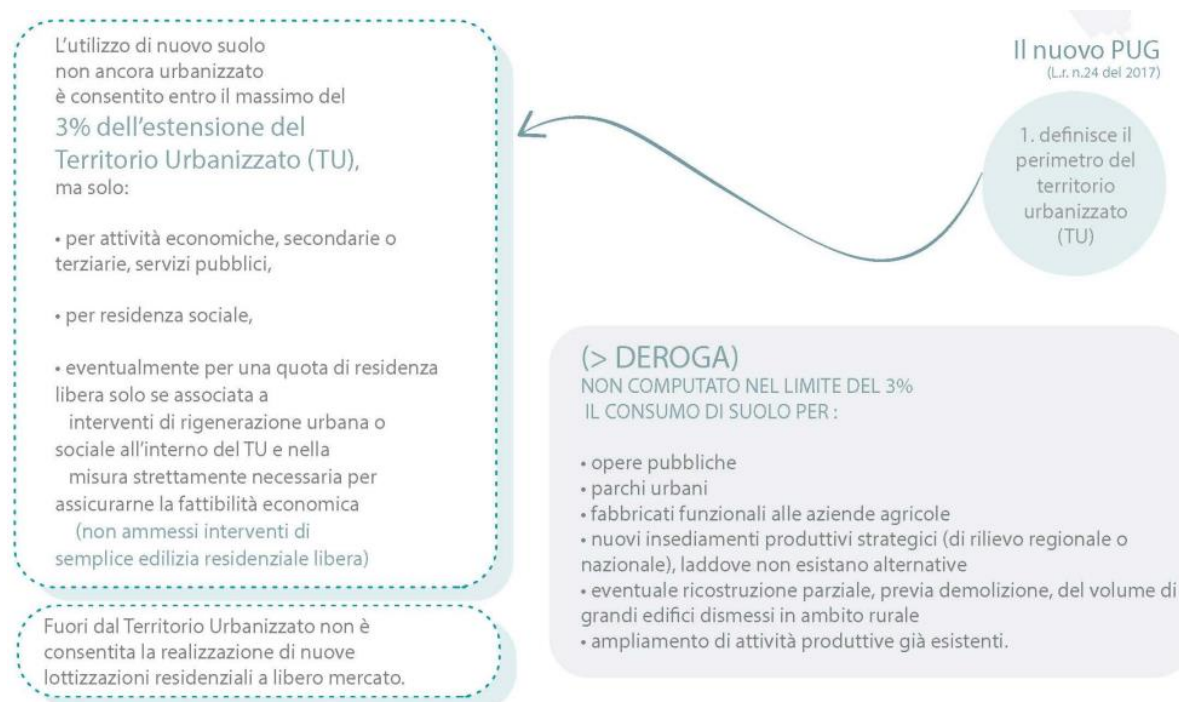 L'utilizzo di nuovo suolo
non ancora urbanizzato
è consentito entro il massimo del
3% dell'estensione del
Territorio Urbanizzato (TU),
ma solo:
• per attività economiche, secondarie o
terziarie, servizi pubblici,
• per residenza sociale,
• eventualmente per una quota di residenza
libera solo se associata a
interventi di rigenerazione urbana o
sociale all'interno del TU e nella
misura strettamente necessaria per
assicurarne la fattibilità economica
(non ammessi interventi di
semplice edilizia residenziale libera)
Fuori dal Territorio Urbanizzato non è
consentita la realizzazione di nuove
lottizzazioni residenziali a libero mercato.
Il nuovo PUG
(L.r. n.24 del 2017)
1. definisce il
perimetro del
territorio
urbanizzato
(TU)
(> DEROGA)
NON COMPUTATO NEL LIMITE DEL 3%
IL CONSUMO DI SUOLO PER :
• opere pubbliche
• parchi urbani
• fabbricati funzionali alle aziende agricole
• nuovi insediamenti produttivi strategici (di rilievo regionale o
nazionale), laddove non esistano alternative
• eventuale ricostruzione parziale, previa demolizione, del volume di
grandi edifici dismessi in ambito rurale
• ampliamento di attività produttive già esistenti.